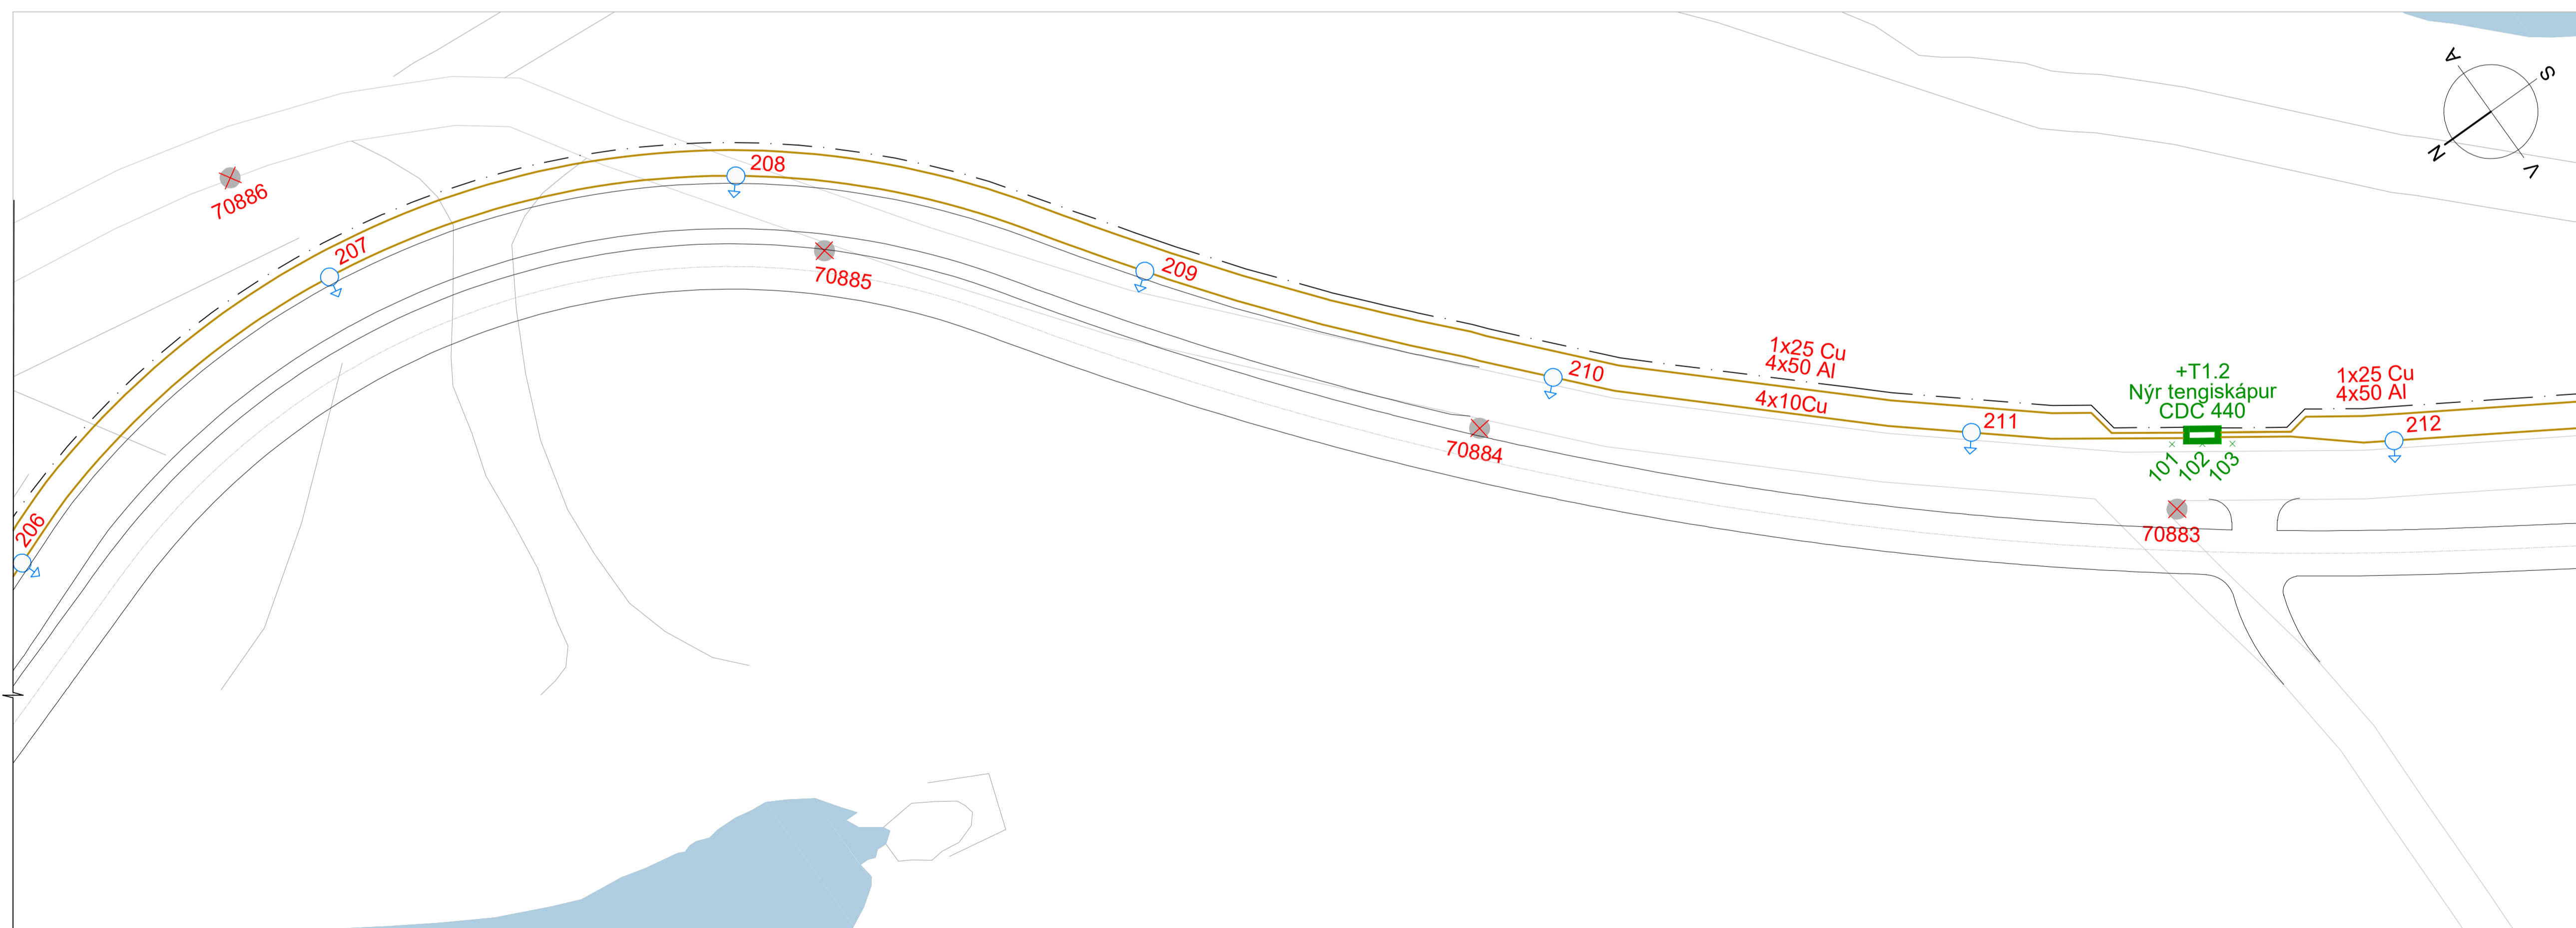 A
S
N
V
208
70886
207
70885
209
210
1x25 Cu
4x50 Al
4x10Cu
+T1.2
Nýr tengiskápur
CDC 440
1x25 Cu
4x50 Al
211
212
70884
101
102
103
206
70883